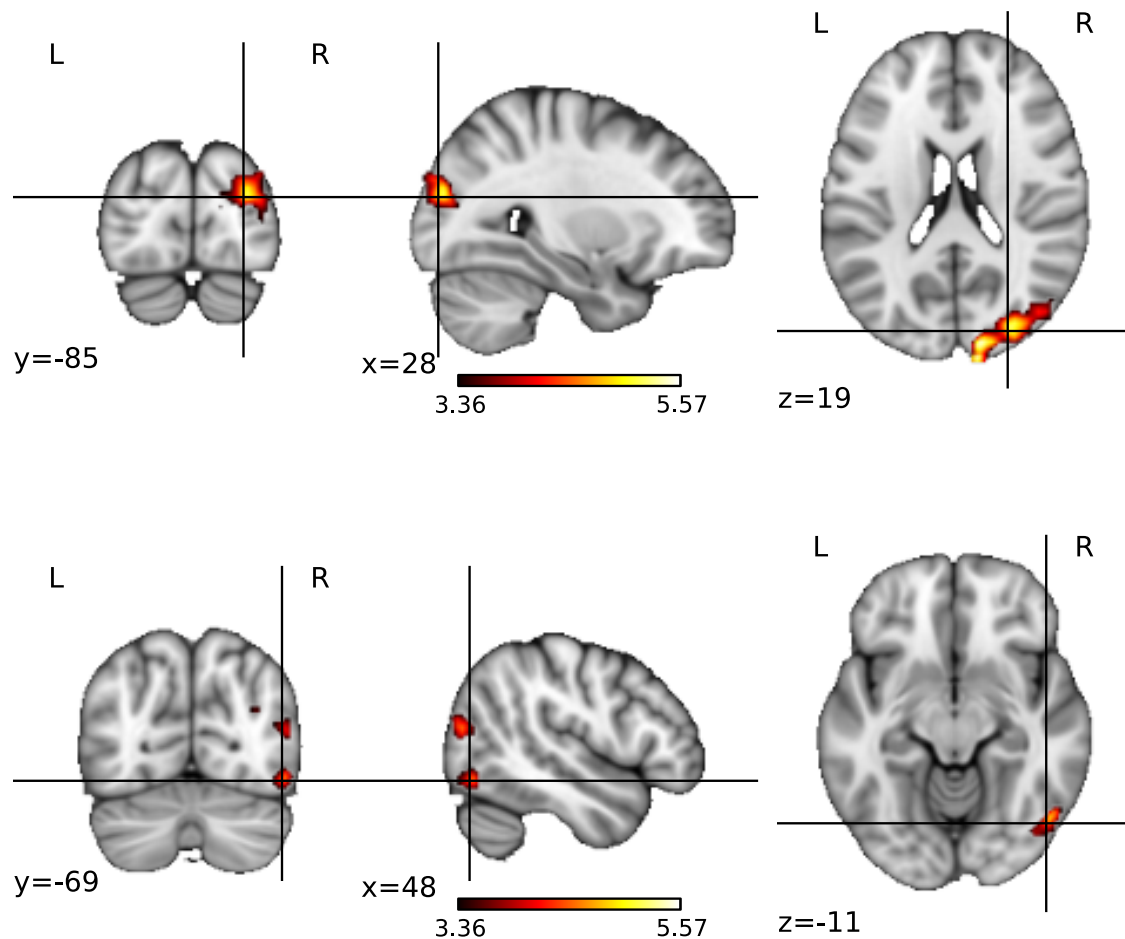 L R
L R
y=-85
x=28
3.36 5.57
z=19
L R
L R
y=-69
x=48
3.36 5.57
z=-11